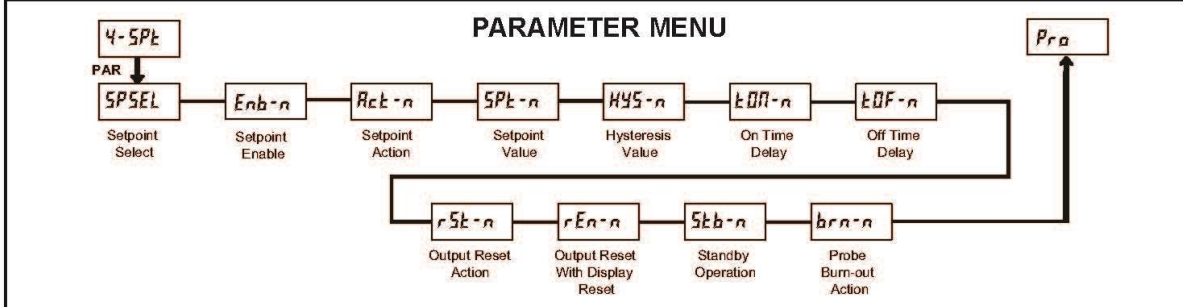 PARAMETER MENU
4-SPt
Pro
PAR
SPSEL
Enb-n
Act-n
SPt-n
HYS-n
tON-n
tOF-n
Setpoint
Select
Setpoint
Enable
Setpoint
Action
Setpoint
Value
Hysteresis
Value
On Time
Delay
Off Time
Delay
rSt-n
rEn-n
Stb-n
brn-n
Output Reset
Action
Output Reset
With Display
Reset
Standby
Operation
Probe
Burn-out
Action